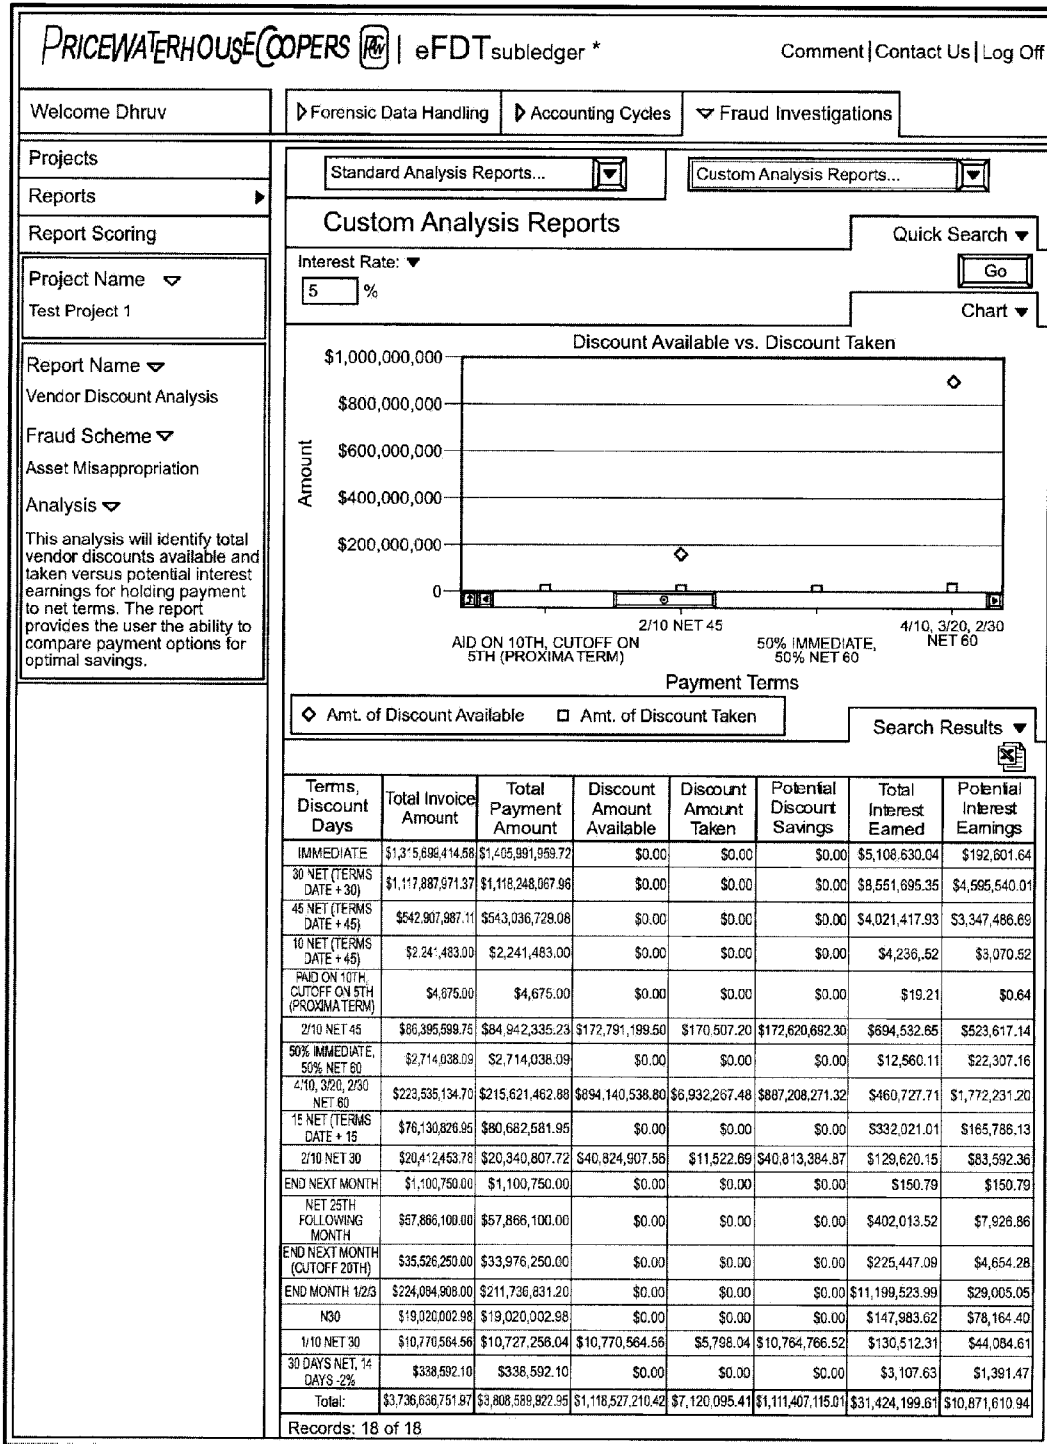 PRICEWATERHOUSECOOPERS PwC | eFDT subledger *
Comment | Contact Us | Log Off
Welcome Dhruv
Forensic Data Handling
Accounting Cycles
Fraud Investigations
Projects
Reports
Report Scoring
Project Name
Test Project 1
Report Name
Vendor Discount Analysis
Fraud Scheme
Asset Misappropriation
Analysis
This analysis will identify total
vendor discounts available and
taken versus potential interest
earnings for holding payment
to net terms. The report
provides the user the ability to
compare payment options for
optimal savings.
Standard Analysis Reports...
Custom Analysis Reports...
Custom Analysis Reports
Quick Search
Interest Rate:
5 %
Go
Chart
Discount Available vs. Discount Taken
$1,000,000,000
$800,000,000
$600,000,000
$400,000,000
$200,000,000
0
Amount
2/10 NET 45
4/10, 3/20, 2/30
NET 60
AID ON 10TH, CUTOFF ON
5TH (PROXIMA TERM)
50% IMMEDIATE,
50% NET 60
Payment Terms
Amt. of Discount Available
Amt. of Discount Taken
Search Results
Terms, Discount Days | Total Invoice Amount | Total Payment Amount | Discount Amount Available | Discount Amount Taken | Potential Discount Savings | Total Interest Earned | Potential Interest Earnings
IMMEDIATE $1,315,699,414.58 $1,405,991,959.72 $0.00 $0.00 $0.00 $5,108,630.04 $192,601.64
30 NET (TERMS DATE + 30) $1,117,887,971.37 $1,118,248,067.96 $0.00 $0.00 $0.00 $8,551,695.35 $4,595,540.01
45 NET (TERMS DATE + 45) $542,907,987.11 $543,036,729.08 $0.00 $0.00 $0.00 $4,021,417.93 $3,347,486.69
10 NET (TERMS DATE + 45) $2,241,483.00 $2,241,483.00 $0.00 $0.00 $0.00 $4,236,.52 $3,070.52
PAID ON 10TH, CUTOFF ON 5TH (PROXIMA TERM) $4,675.00 $4,675.00 $0.00 $0.00 $0.00 $19.21 $0.64
2/10 NET 45 $86,395,599.75 $84,942,335.23 $172,791,199.50 $170,507.20 $172,620,692.30 $694,532.65 $523,617.14
50% IMMEDIATE, 50% NET 60 $2,714,038.09 $2,714,038.09 $0.00 $0.00 $0.00 $12,560.11 $22,307.16
4/10, 3/20, 2/30 NET 60 $223,535,134.70 $215,621,462.88 $894,140,538.80 $6,932,267.48 $887,208,271.32 $460,727.71 $1,772,231.20
15 NET (TERMS DATE + 15 $76,130,826.95 $80,682,581.95 $0.00 $0.00 $0.00 $332,021.01 $165,786.13
2/10 NET 30 $20,412,453.78 $20,340,807.72 $40,824,907.56 $11,522.69 $40,813,384.87 $129,620.15 $83,592.36
END NEXT MONTH $1,100,750.00 $1,100,750.00 $0.00 $0.00 $0.00 $150.79 $150.79
NET 25TH FOLLOWING MONTH $57,866,100.00 $57,866,100.00 $0.00 $0.00 $0.00 $402,013.52 $7,926.86
END NEXT MONTH (CUTOFF 20TH) $35,526,250.00 $33,976,250.00 $0.00 $0.00 $0.00 $225,447.09 $4,654.28
END MONTH 1/2/3 $224,084,908.00 $211,736,831.20 $0.00 $0.00 $0.00 $11,199,523.99 $29,005.05
N30 $19,020,002.98 $19,020,002.98 $0.00 $0.00 $0.00 $147,983.62 $78,164.40
1/10 NET 30 $10,770,564.56 $10,727,256.04 $10,770,564.56 $5,798.04 $10,764,766.52 $130,512.31 $44,084.61
30 DAYS NET, 14 DAYS -2% $338,592.10 $338,592.10 $0.00 $0.00 $0.00 $3,107.63 $1,391.47
Total: $3,736,636,751.97 $3,808,589,922.95 $1,118,527,210.42 $7,120,095.41 $1,111,407,115.01 $31,424,199.61 $10,871,610.94
Records: 18 of 18